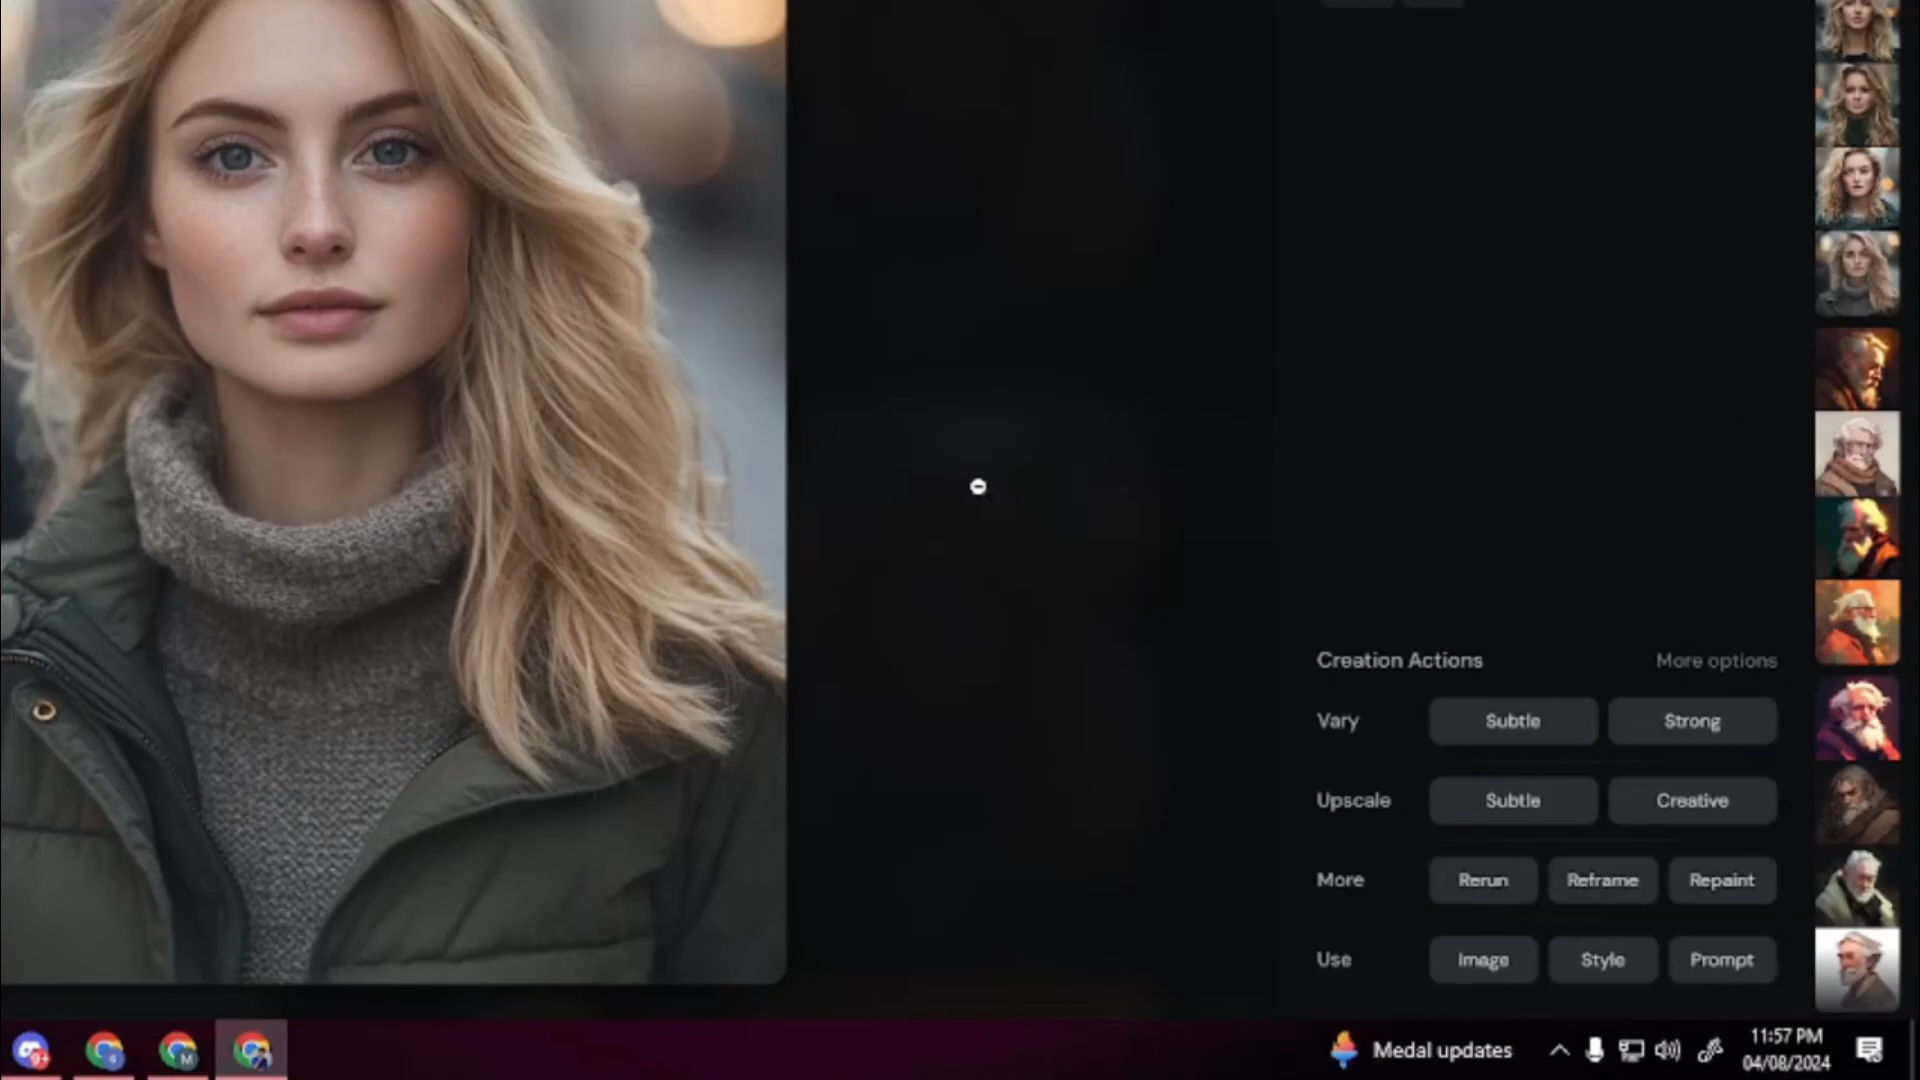 Creation Actions More options
Vary Subtle Strong
Upscale Subtle Creative
More Rerun Reframe Repaint
Use Image Style Prompt
9+ s M Medal updates 11:57 PM
04/08/2024